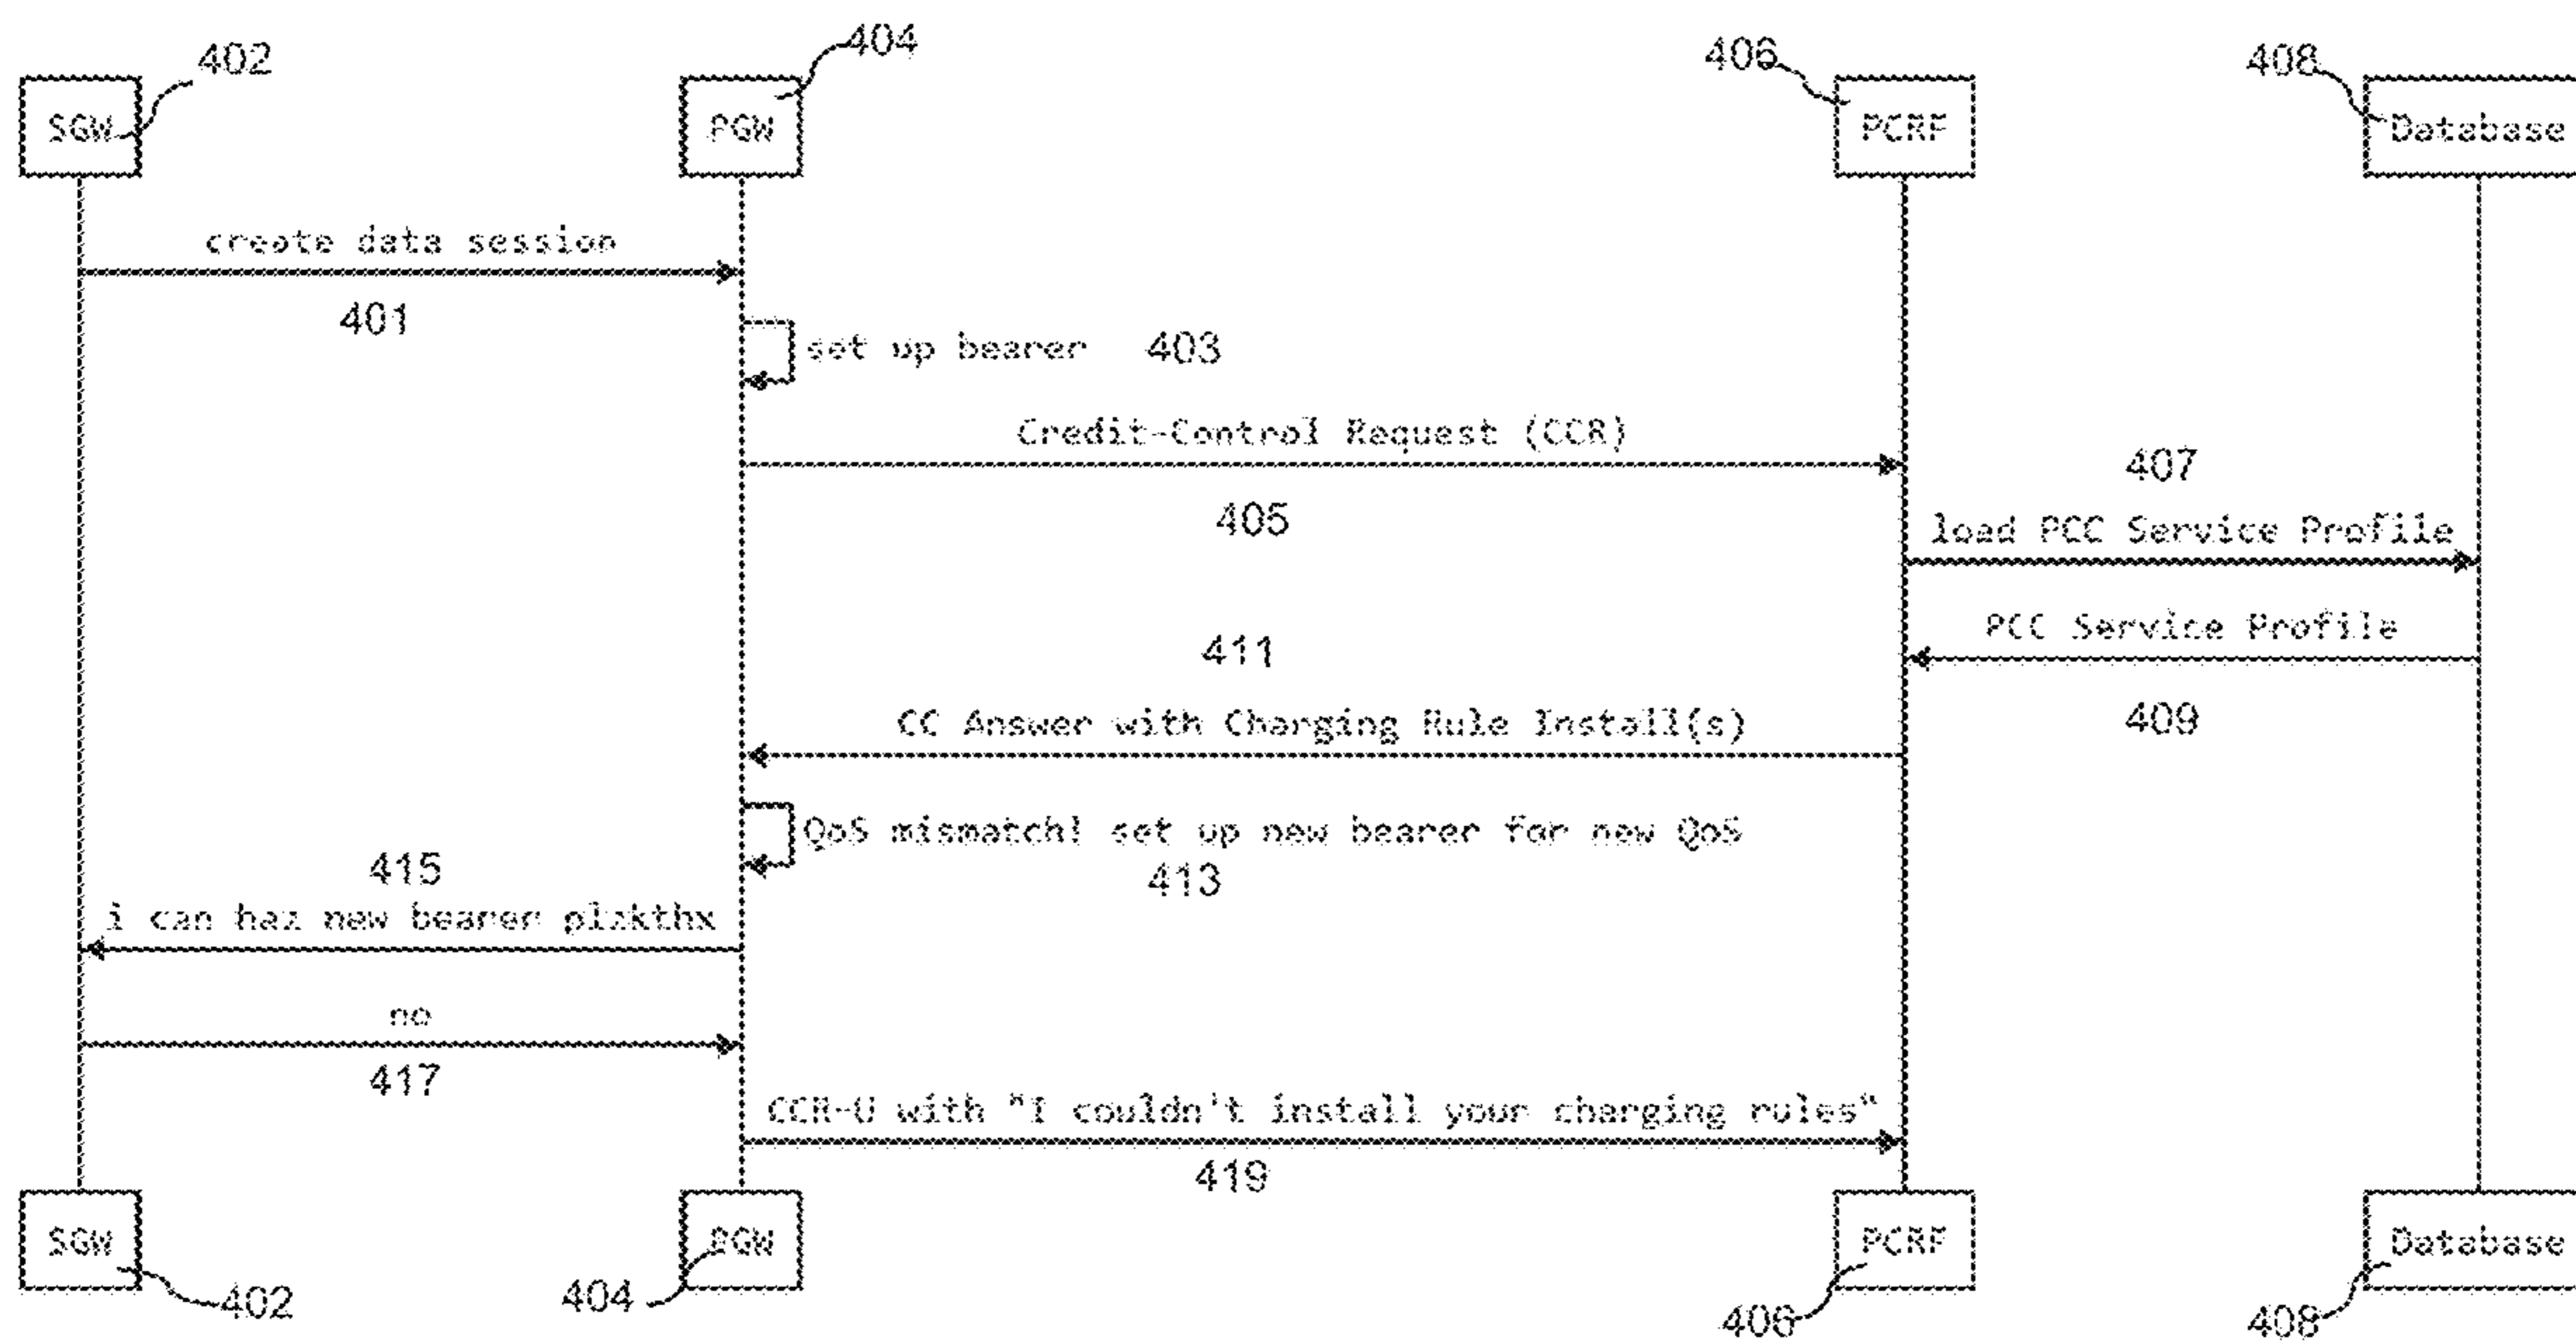 402
404
406
408
SGW
PGW
PCRF
Database
create data session
401
set up bearer 403
Credit-Control Request (CCR)
405
407
load PCC Service Profile
PCC Service Profile
409
411
CC Answer with Charging Rule Install(s)
QoS mismatch! set up new bearer for new QoS
413
415
i can haz new bearer plzkthx
no
417
CCR-U with "I couldn't install your charging rules"
419
SGW
PGW
PCRF
Database
402
404
406
408